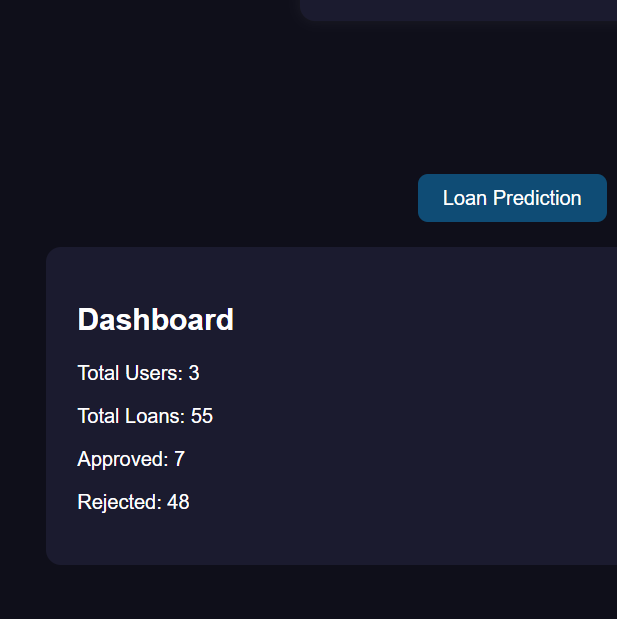 Loan Prediction
Dashboard
Total Users: 3
Total Loans: 55
Approved: 7
Rejected: 48